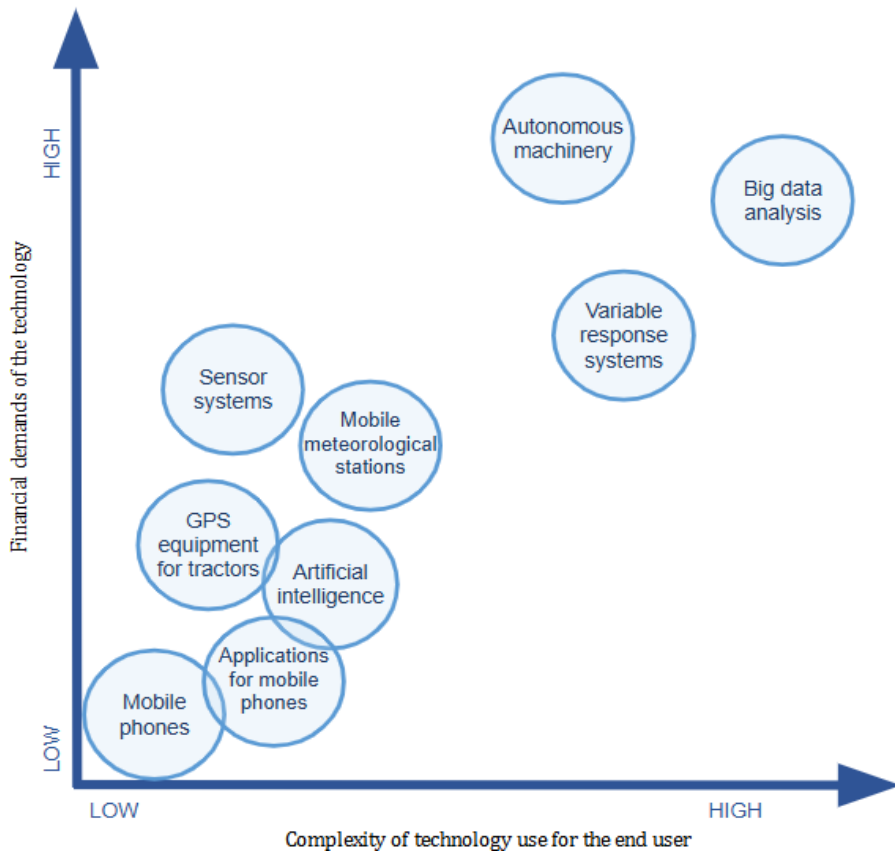 HIGH
Financial demands of the technology
LOW
Autonomous
machinery
Big data
analysis
Variable
response
systems
Sensor
systems
Mobile
meteorological
stations
GPS
equipment
for tractors
Artificial
intelligence
Applications
for mobile
phones
Mobile
phones
LOW
HIGH
Complexity of technology use for the end user